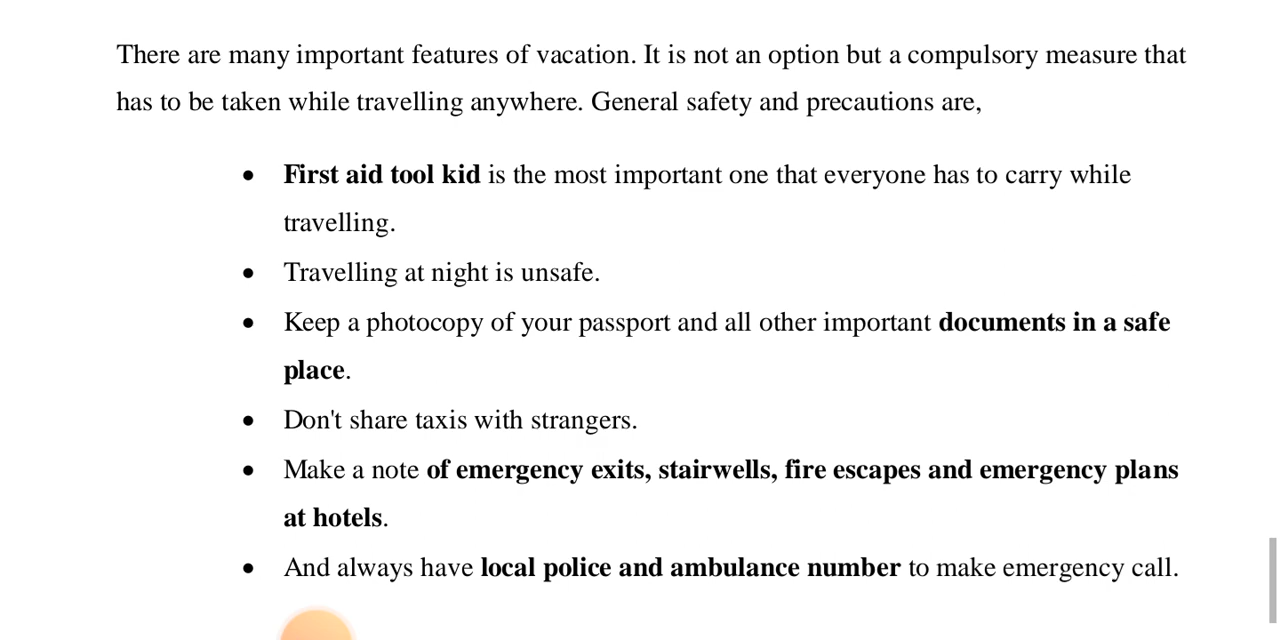 There are many important features of vacation. It is not an option but a compulsory measure that
has to be taken while travelling anywhere. General safety and precautions are,
• First aid tool kid is the most important one that everyone has to carry while
travelling.
• Travelling at night is unsafe.
• Keep a photocopy of your passport and all other important documents in a safe
place.
• Don't share taxis with strangers.
• Make a note of emergency exits, stairwells, fire escapes and emergency plans
at hotels.
• And always have local police and ambulance number to make emergency call.